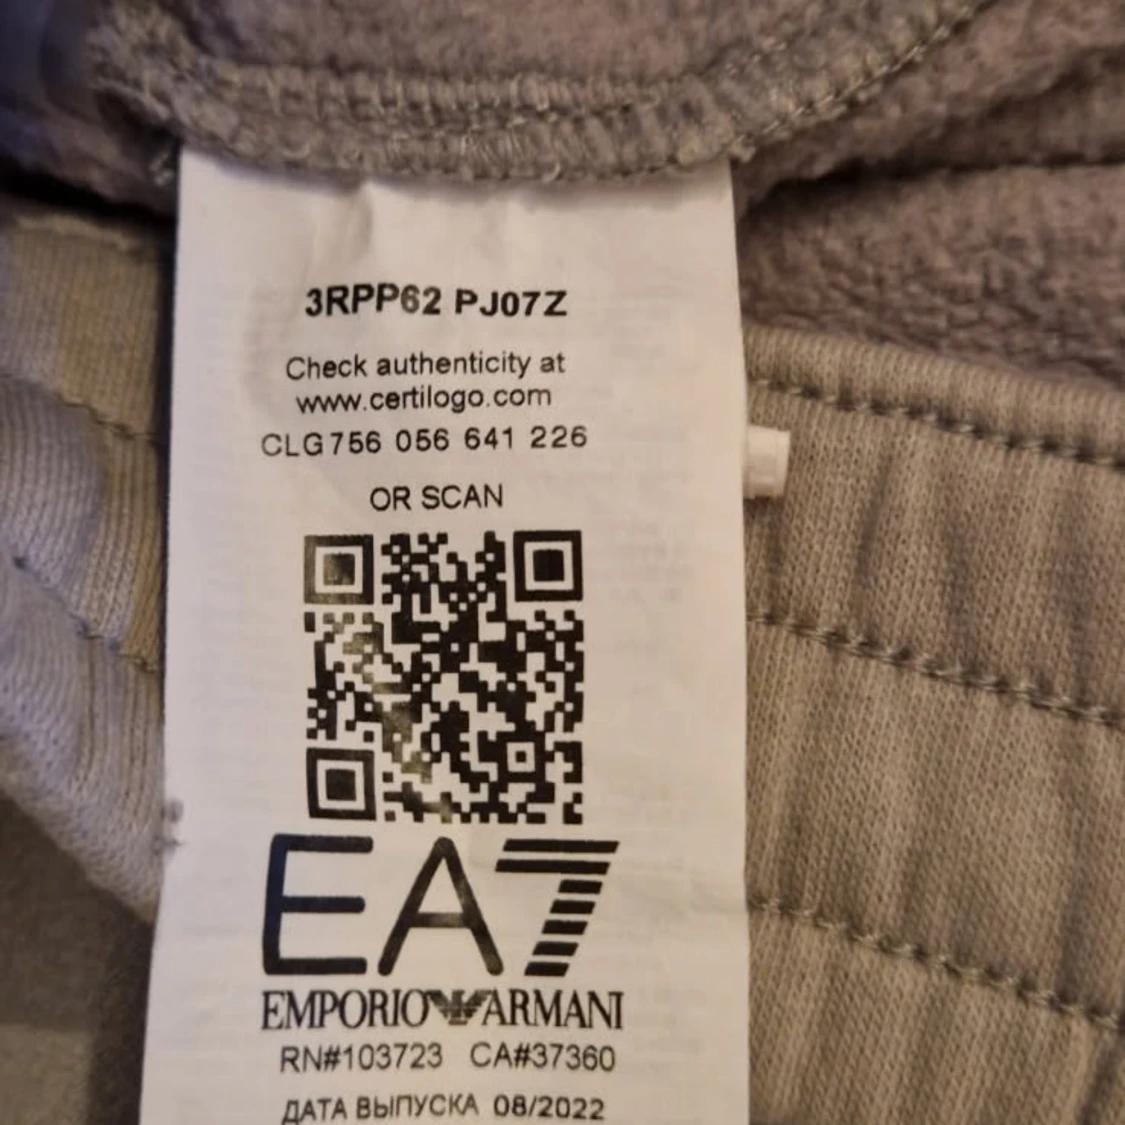 3RPP62 PJ07Z
Check authenticity at
www.certilogo.com
CLG756 056 641 226
OR SCAN
EA7
EMPORIO ARMANI
RN#103723 CA#37360
ДАТА ВЫПУСКА 08/2022